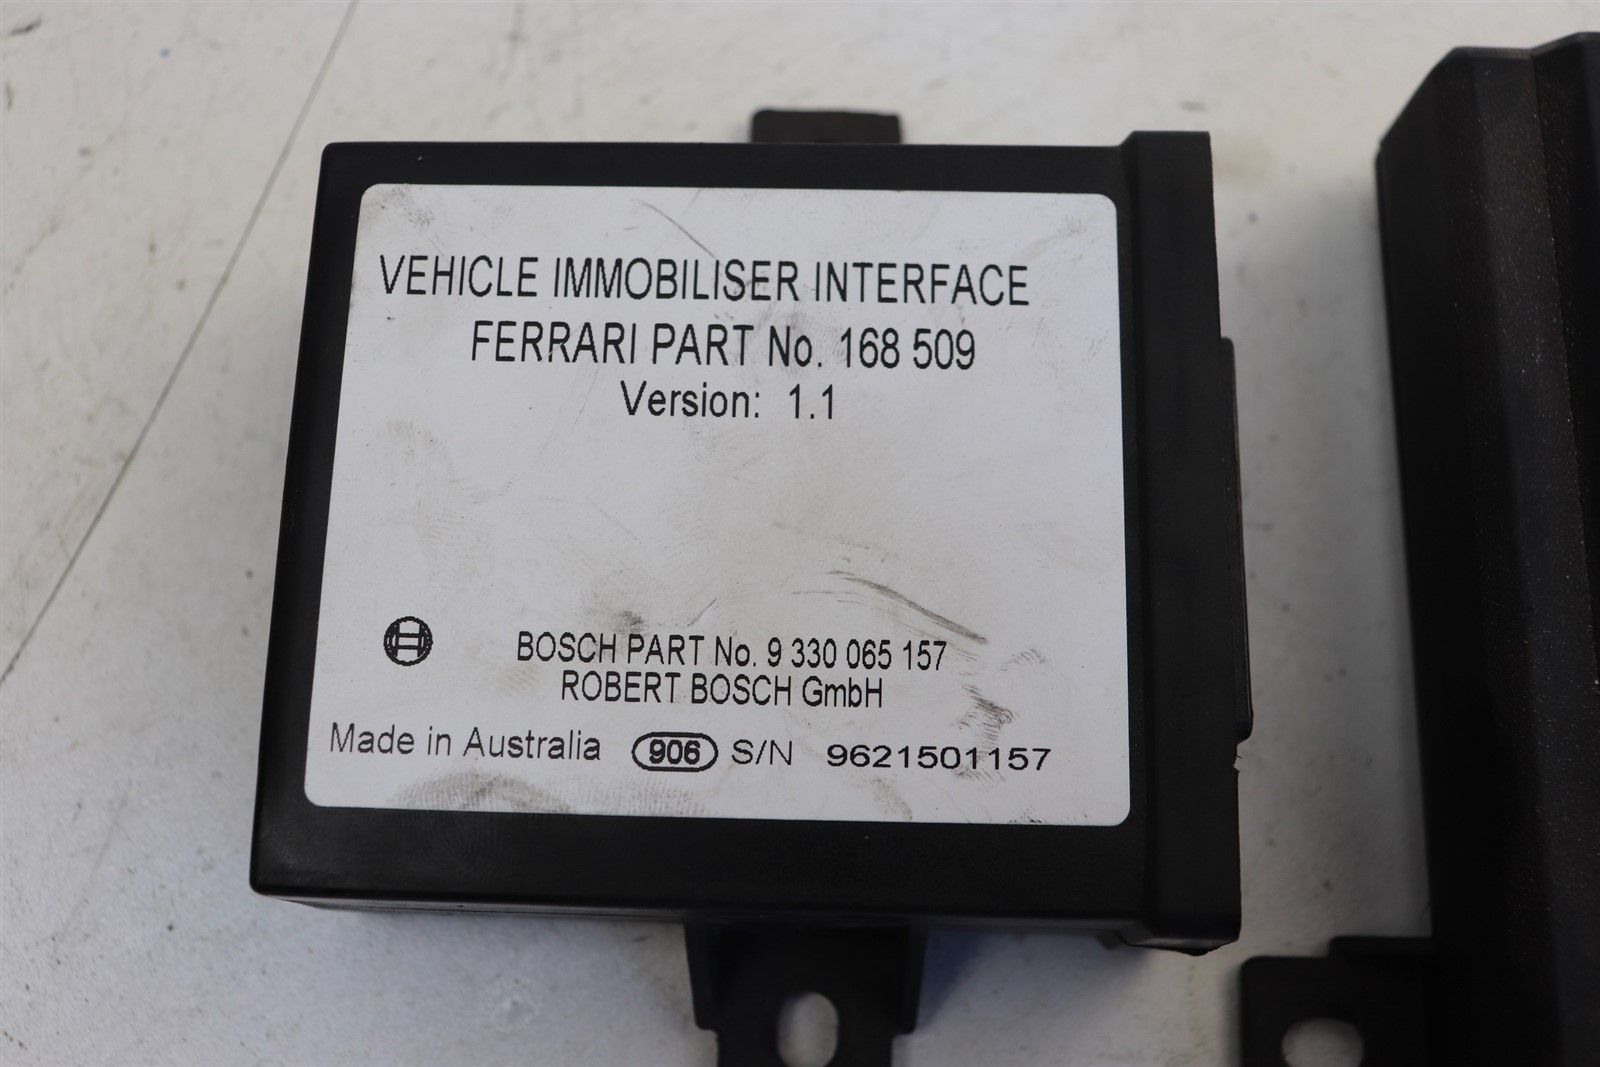 VEHICLE IMMOBILISER INTERFACE
FERRARI PART No. 168 509
Version: 1.1
BOSCH PART No. 9 330 065 157
ROBERT BOSCH GmbH
Made in Australia 906 S/N 9621501157